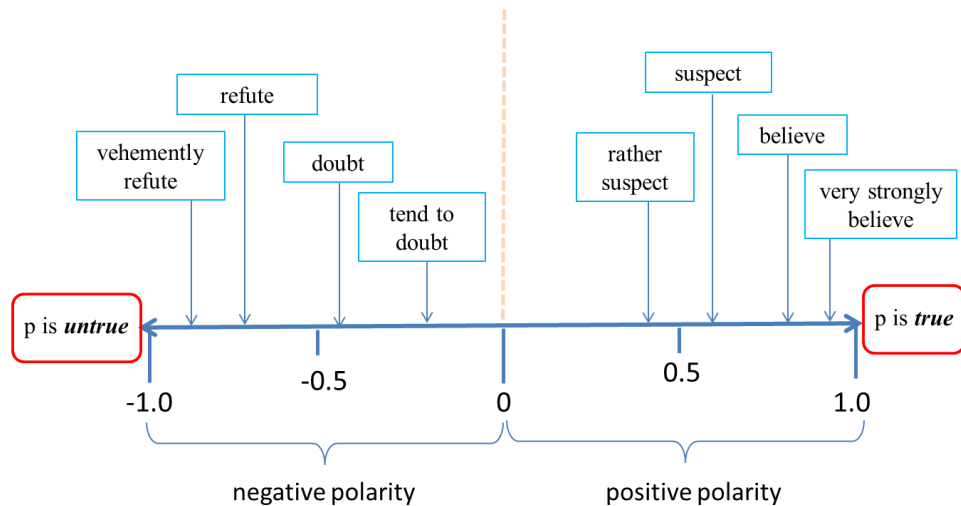 suspect
refute
believe
vehemently
refute
doubt
rather
suspect
very strongly
believe
tend to
doubt
p is untrue
p is true
-1.0
-0.5
0
0.5
1.0
negative polarity
positive polarity